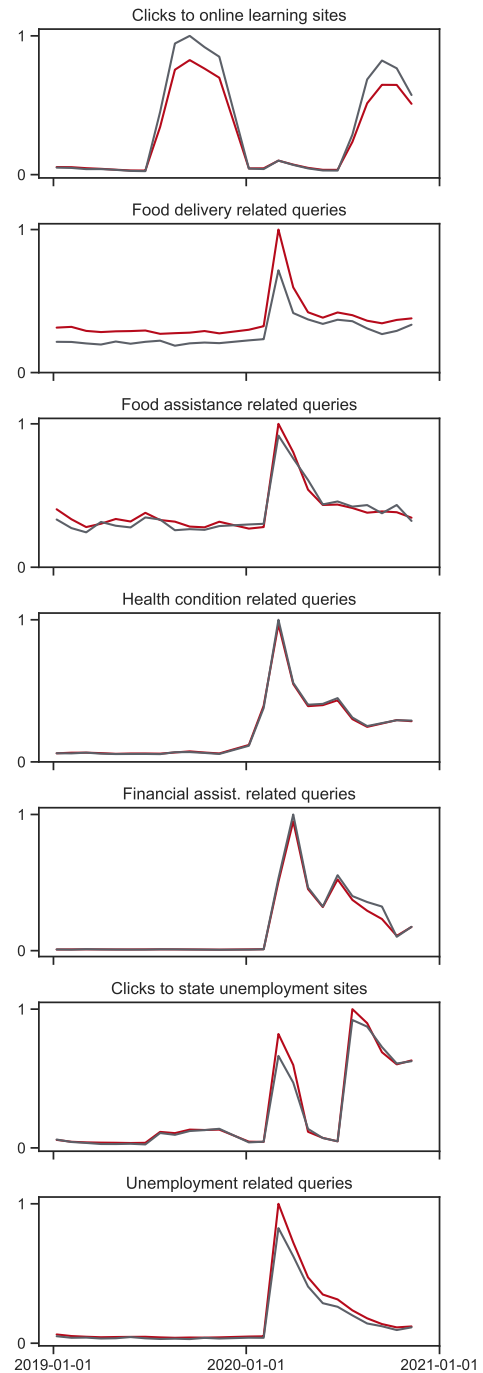 Clicks to online learning sites
1
0
Food delivery related queries
1
0
Food assistance related queries
1
0
Health condition related queries
1
0
Financial assist. related queries
1
0
Clicks to state unemployment sites
1
0
Unemployment related queries
1
0
2019-01-01 2020-01-01 2021-01-01